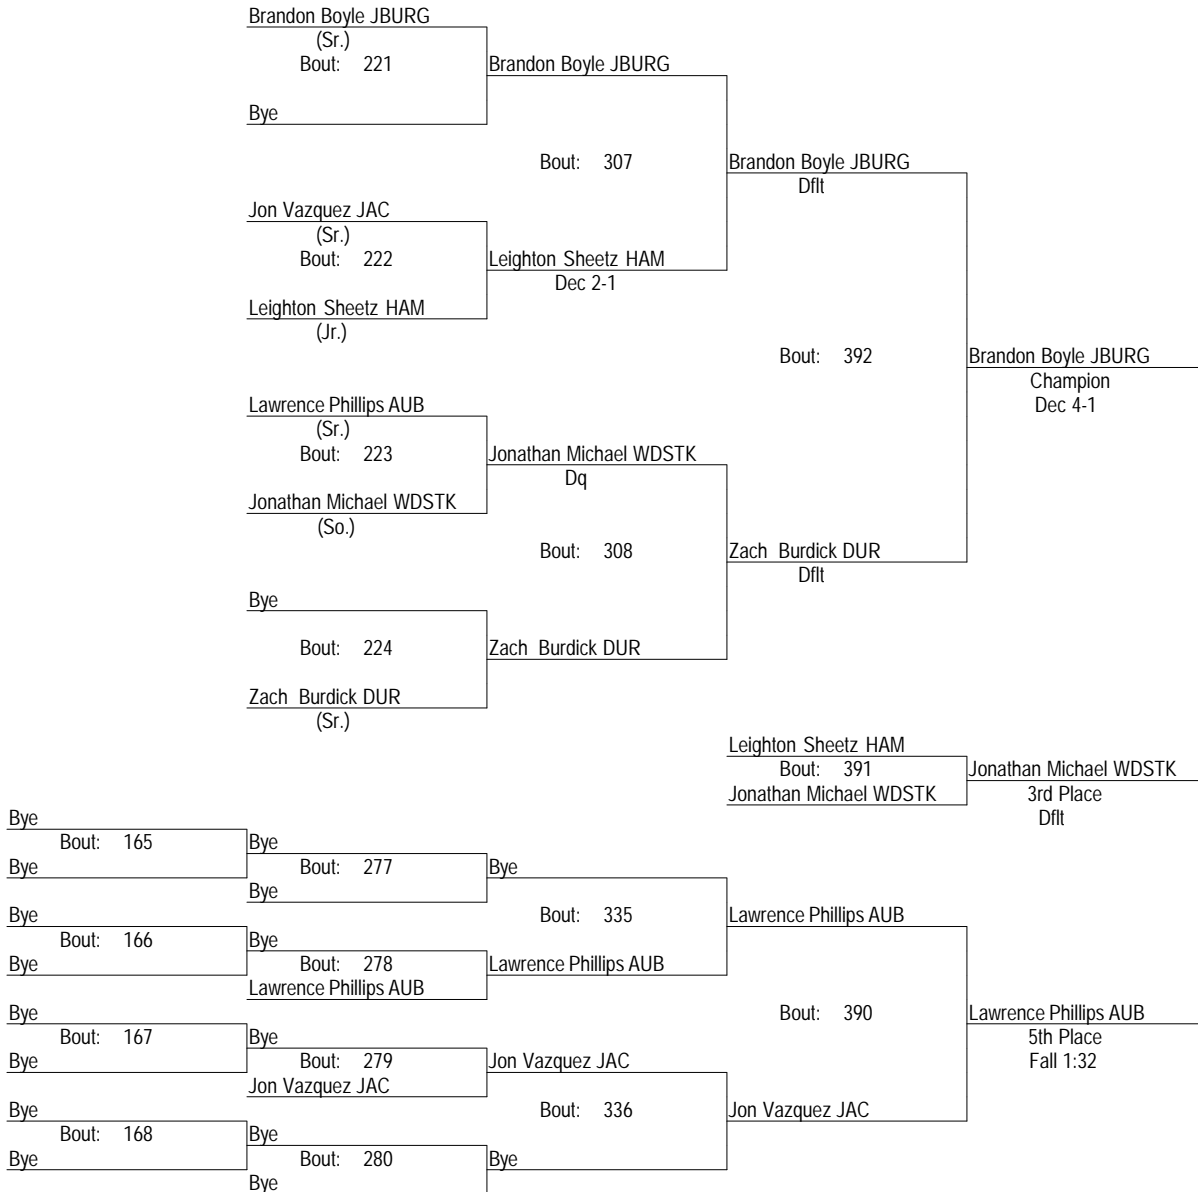 Brandon Boyle JBURG
(Sr.)
Bout: 221
Brandon Boyle JBURG
Bye
Bout: 307
Brandon Boyle JBURG
Dflt
Jon Vazquez JAC
(Sr.)
Bout: 222
Leighton Sheetz HAM
Dec 2-1
Leighton Sheetz HAM
(Jr.)
Bout: 392
Brandon Boyle JBURG
Champion
Dec 4-1
Lawrence Phillips AUB
(Sr.)
Bout: 223
Jonathan Michael WDSTK
Dq
Jonathan Michael WDSTK
(So.)
Bout: 308
Zach Burdick DUR
Dflt
Bye
Bout: 224
Zach Burdick DUR
Zach Burdick DUR
(Sr.)
Leighton Sheetz HAM
Bout: 391
Jonathan Michael WDSTK
Jonathan Michael WDSTK
3rd Place
Dflt
Bye
Bout: 165
Bye
Bye
Bout: 277
Bye
Bye
Bye
Bout: 335
Lawrence Phillips AUB
Bout: 166
Bye
Bye
Bout: 278
Lawrence Phillips AUB
Lawrence Phillips AUB
Bye
Bout: 390
Lawrence Phillips AUB
5th Place
Fall 1:32
Bout: 167
Bye
Bye
Bout: 279
Jon Vazquez JAC
Jon Vazquez JAC
Bye
Bout: 336
Jon Vazquez JAC
Bout: 168
Bye
Bye
Bout: 280
Bye
Bye